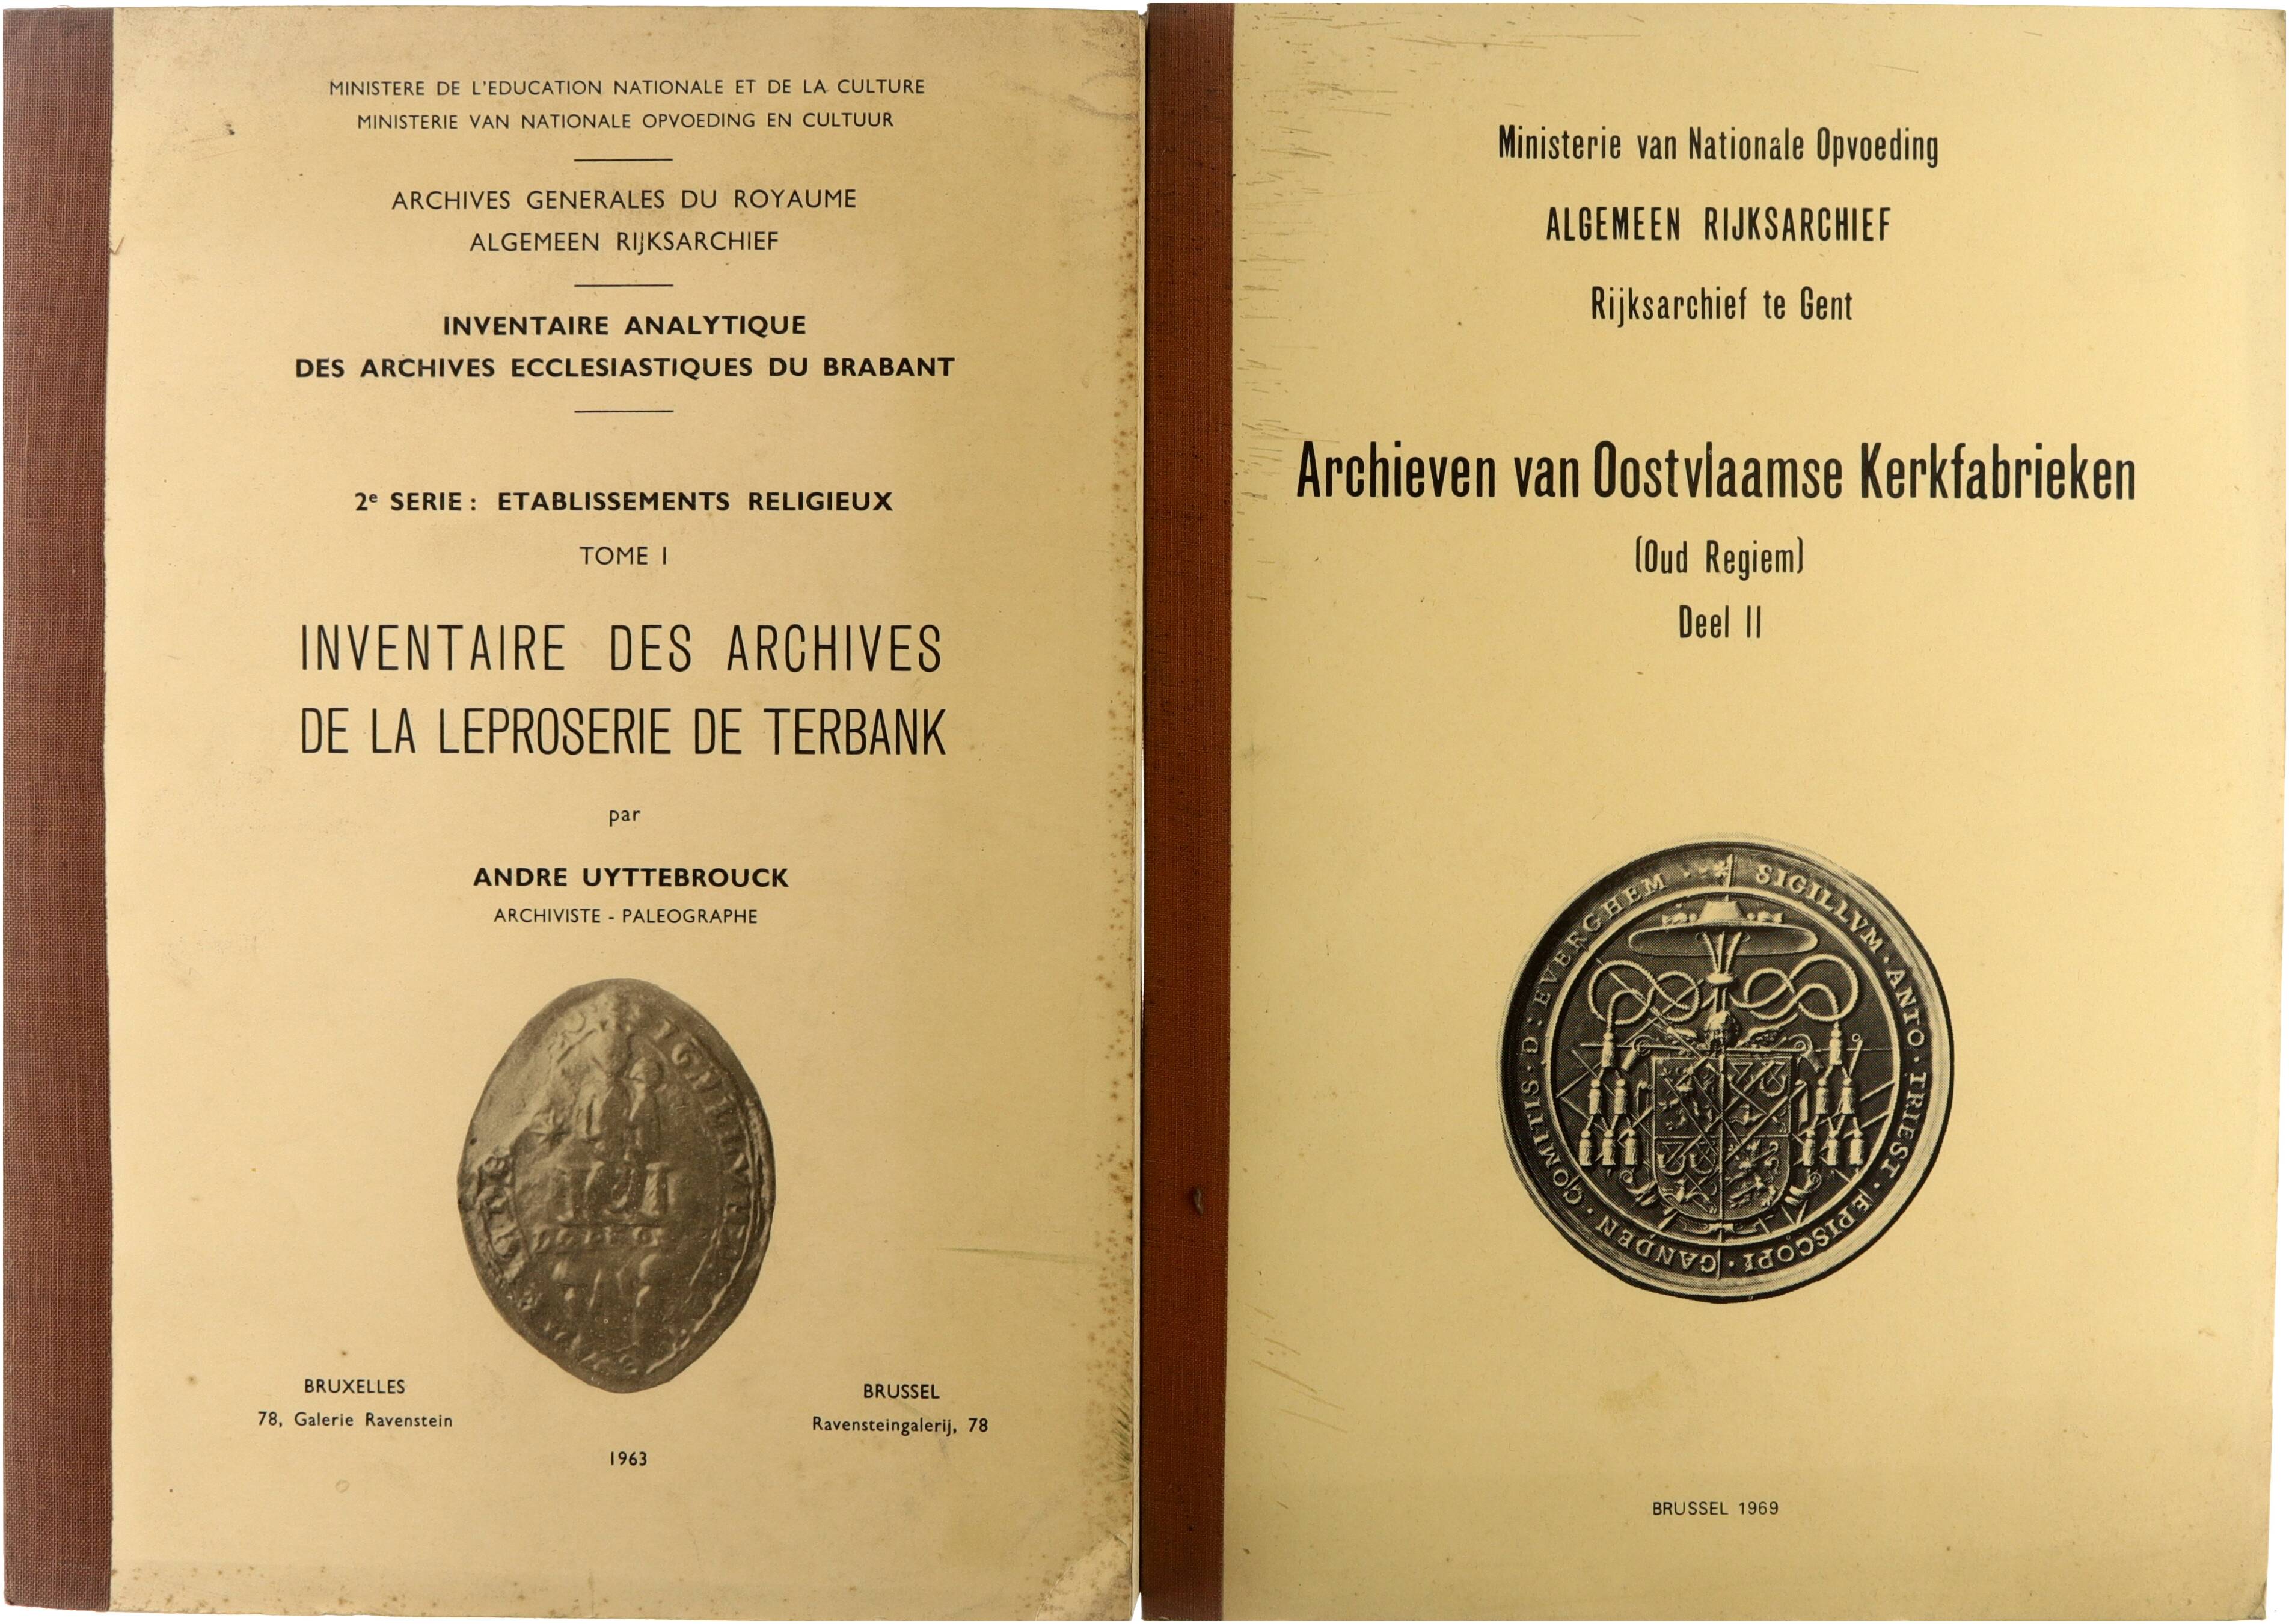 MINISTERE DE L'EDUCATION NATIONALE ET DE LA CULTURE
MINISTERIE VAN NATIONALE OPVOEDING EN CULTUUR
ARCHIVES GENERALES DU ROYAUME
ALGEMEEN RIJKSARCHIEF
INVENTAIRE ANALYTIQUE
DES ARCHIVES ECCLESIASTIQUES DU BRABANT
2e SERIE : ETABLISSEMENTS RELIGIEUX
TOME I
INVENTAIRE DES ARCHIVES
DE LA LEPROSERIE DE TERBANK
par
ANDRE UYTTEBROUCK
ARCHIVISTE - PALEOGRAPHE
BRUXELLES
78, Galerie Ravenstein
BRUSSEL
Ravensteingalerij, 78
1963
Ministerie van Nationale Opvoeding
ALGEMEEN RIJKSARCHIEF
Rijksarchief te Gent
Archieven van Oostvlaamse Kerkfabrieken
(Oud Regiem)
Deel II
SIGILLVM · ANTO · TRIEST · EPISCOPI · GANDEN · COMITIS · D : EVERGHEM
BRUSSEL 1969